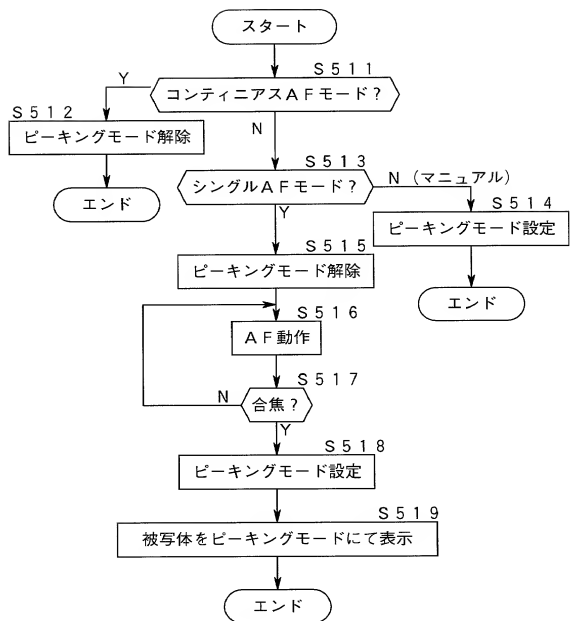 スタート
S511
コンティニアスAFモード?
Y
N
S512
ピーキングモード解除
エンド
S513
シングルAFモード?
N (マニュアル)
Y
S514
ピーキングモード設定
エンド
S515
ピーキングモード解除
S516
AF動作
S517
合焦?
N
Y
S518
ピーキングモード設定
S519
被写体をピーキングモードにて表示
エンド